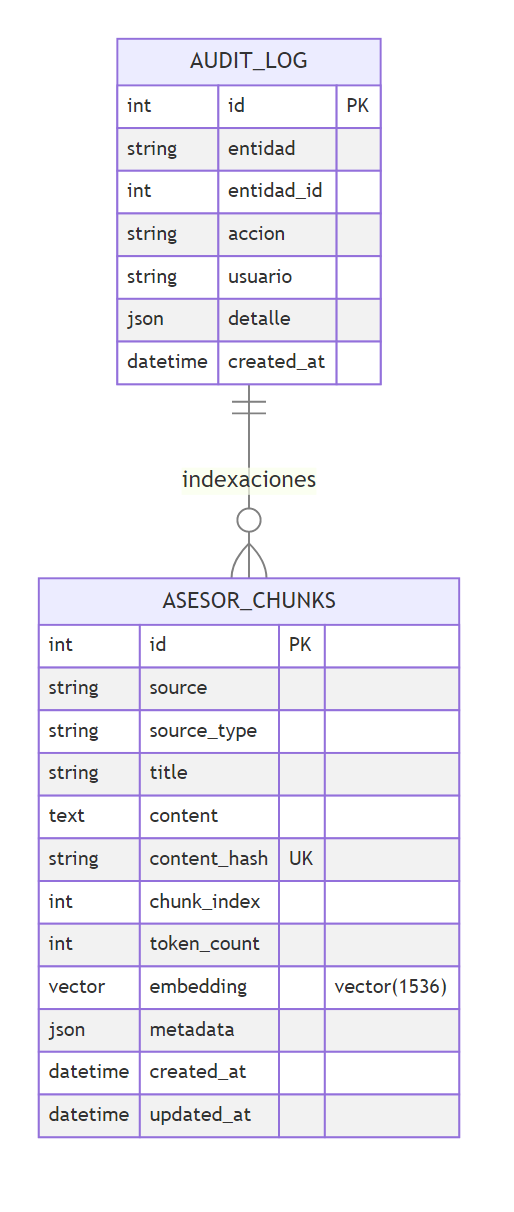 AUDIT_LOG
int id PK
string entidad
int entidad_id
string accion
string usuario
json detalle
datetime created_at
indexaciones
ASESOR_CHUNKS
int id PK
string source
string source_type
string title
text content
string content_hash UK
int chunk_index
int token_count
vector embedding vector(1536)
json metadata
datetime created_at
datetime updated_at